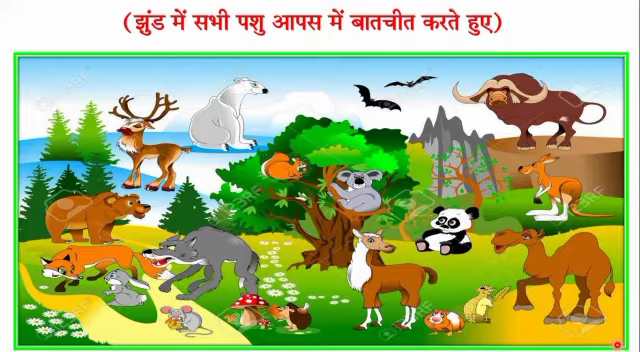 (झुंड में सभी पशु आपस में बातचीत करते हुए)